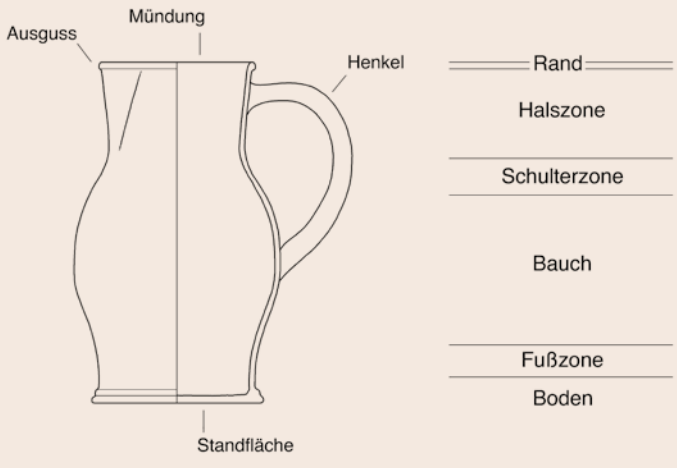 Mündung
Ausguss
Henkel
Rand
Halszone
Schulterzone
Bauch
Fußzone
Boden
Standfläche